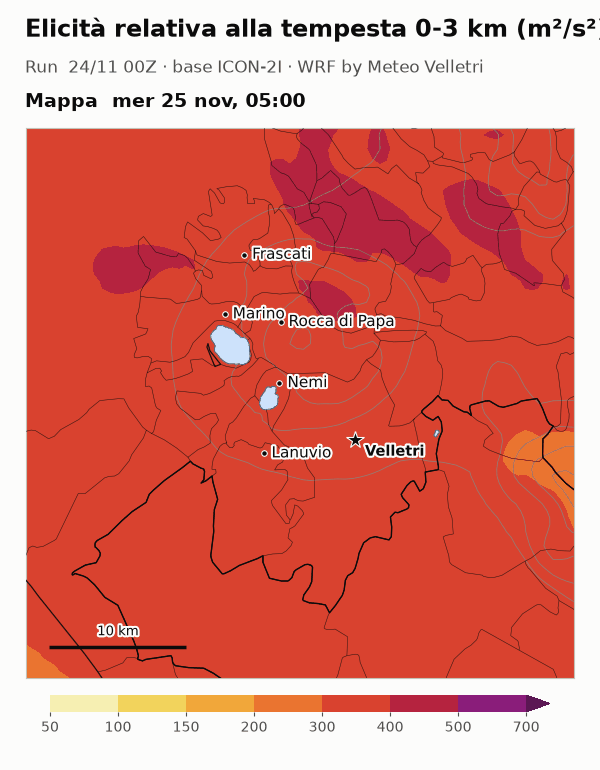 Elicità relativa alla tempesta 0-3 km (m²/s²)
Run  24/11 00Z · base ICON-2I · WRF by Meteo Velletri
Mappa  mer 25 nov, 05:00
Frascati
Marino
Rocca di Papa
Nemi
Lanuvio
Velletri
10 km
50 100 150 200 300 400 500 700